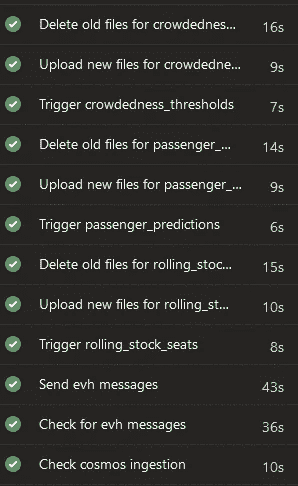 Delete old files for crowdednes... 16s
Upload new files for crowdedne... 9s
Trigger crowdedness_thresholds 7s
Delete old files for passenger_... 14s
Upload new files for passenger_... 9s
Trigger passenger_predictions 6s
Delete old files for rolling_stoc... 15s
Upload new files for rolling_st... 10s
Trigger rolling_stock_seats 8s
Send evh messages 43s
Check for evh messages 36s
Check cosmos ingestion 10s